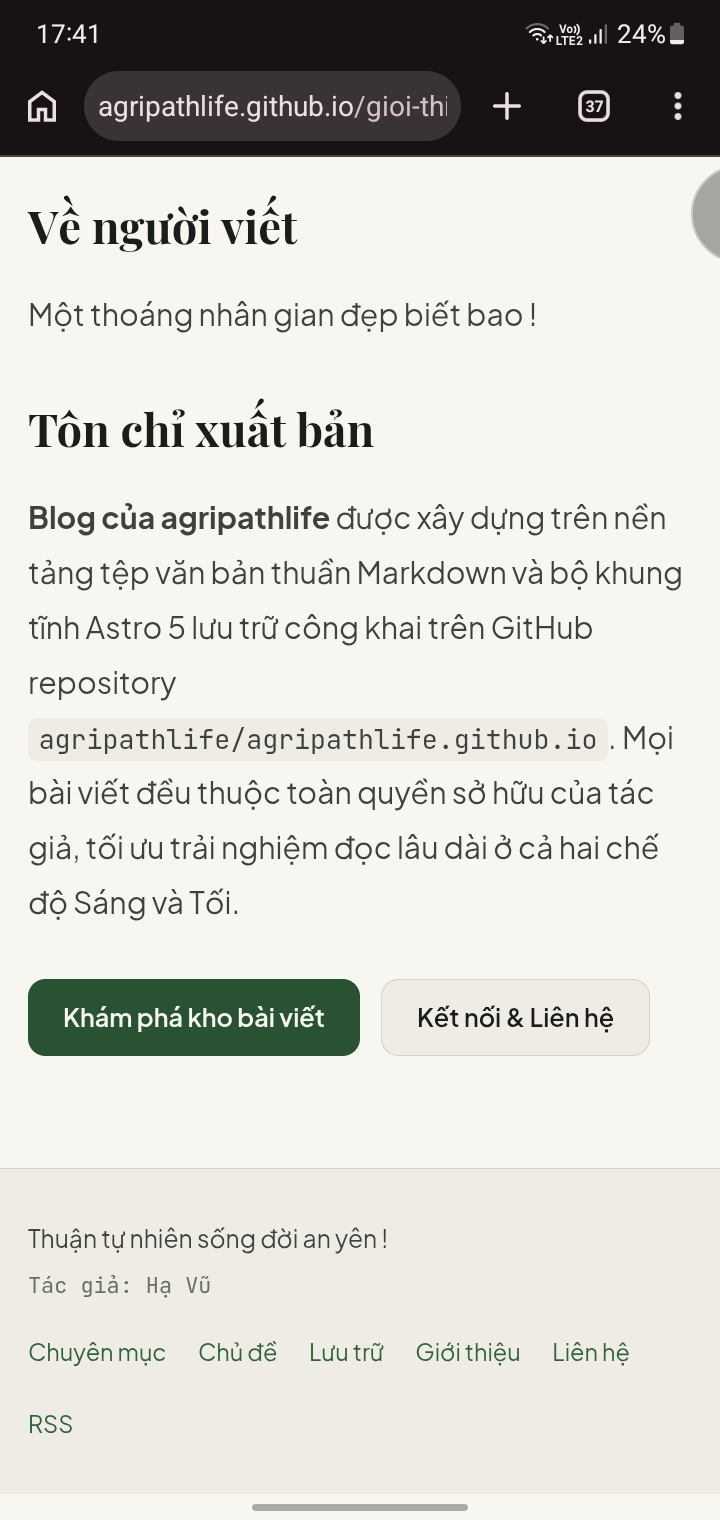 17:41
Vo))
LTE2
24%
agripathlife.github.io/gioi-thi
37
Về người viết
Một thoáng nhân gian đẹp biết bao !
Tôn chỉ xuất bản
Blog của agripathlife được xây dựng trên nền
tảng tệp văn bản thuần Markdown và bộ khung
tĩnh Astro 5 lưu trữ công khai trên GitHub
repository
agripathlife/agripathlife.github.io . Mọi
bài viết đều thuộc toàn quyền sở hữu của tác
giả, tối ưu trải nghiệm đọc lâu dài ở cả hai chế
độ Sáng và Tối.
Khám phá kho bài viết
Kết nối & Liên hệ
Thuận tự nhiên sống đời an yên !
Tác giả: Hạ Vũ
Chuyên mục Chủ đề Lưu trữ Giới thiệu Liên hệ
RSS